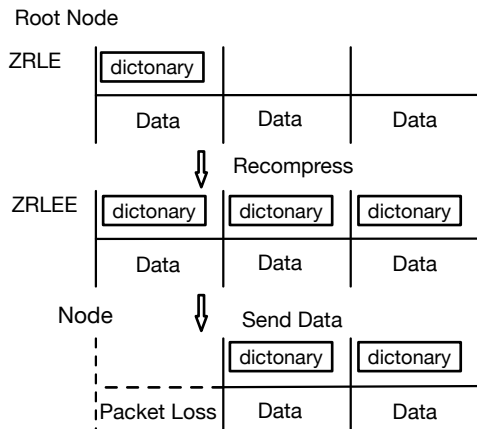 Root Node
ZRLE dictonary
Data Data Data
Recompress
ZRLEE dictonary dictonary dictonary
Data Data Data
Node Send Data
dictonary dictonary
Packet Loss Data Data